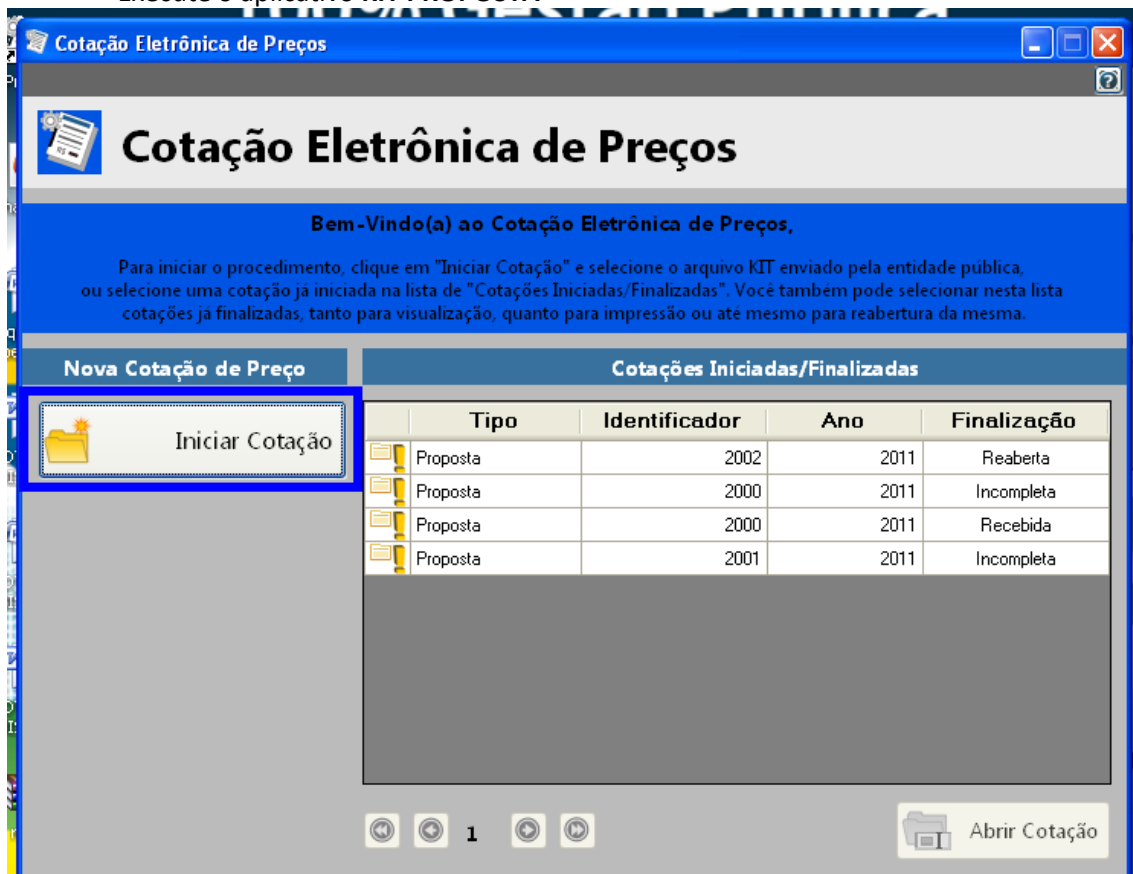 Cotação Eletrônica de Preços
Cotação Eletrônica de Preços
Bem-Vindo(a) ao Cotação Eletrônica de Preços,
Para iniciar o procedimento, clique em "Iniciar Cotação" e selecione o arquivo KIT enviado pela entidade pública,
ou selecione uma cotação já iniciada na lista de "Cotações Iniciadas/Finalizadas". Você também pode selecionar nesta lista
cotações já finalizadas, tanto para visualização, quanto para impressão ou até mesmo para reabertura da mesma.
Nova Cotação de Preço
Cotações Iniciadas/Finalizadas
Iniciar Cotação
Tipo Identificador Ano Finalização
Proposta 2002 2011 Reaberta
Proposta 2000 2011 Incompleta
Proposta 2000 2011 Recebida
Proposta 2001 2011 Incompleta
1
Abrir Cotação